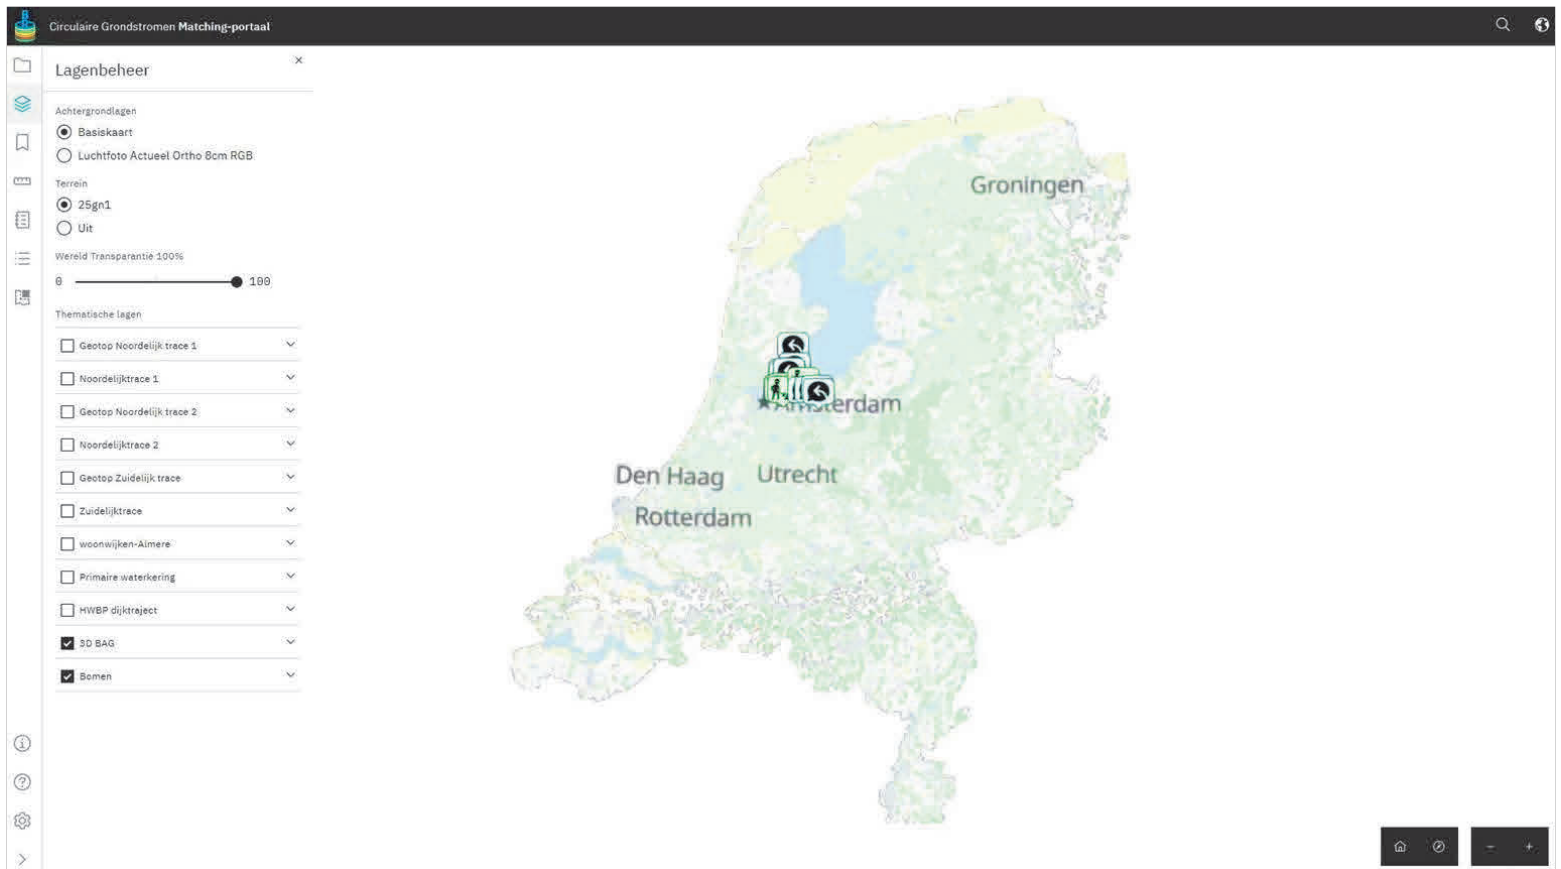 Circulaire Grondstromen Matching-portaal
Lagenbeheer
Achtergrondlagen
Basiskaart
Luchtfoto Actueel Ortho 8cm RGB
Terrein
25gn1
Uit
Wereld Transparantie 100%
0 100
Thematische lagen
Geotop Noordelijk trace 1
Noordelijktrace 1
Geotop Noordelijk trace 2
Noordelijktrace 2
Geotop Zuidelijk trace
Zuidelijktrace
woonwijken-Almere
Primaire waterkering
HWBP dijktraject
3D BAG
Bomen
Groningen
Amsterdam
Den Haag
Utrecht
Rotterdam